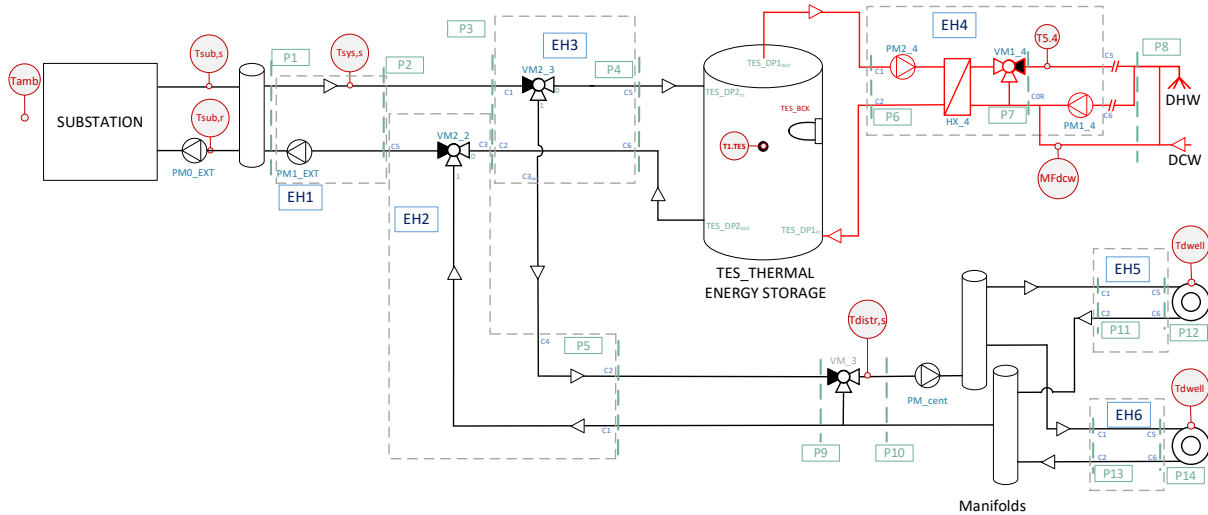 Tamb
SUBSTATION
Tsub,s
Tsub,r
PM0_EXT
P1
Tsys,s
P2
PM1_EXT
EH1
C5
P3
EH3
VM2_3
P4
C1
0
C5
1
VM2_2
C3
C2
C6
0
1
C3
EH2
C4
P5
C2
C1
TES_DP1out
TES_DP2in
TES_BCK
T1.TES
TES_DP2out
TES_DP1in
TES_THERMAL
ENERGY STORAGE
EH4
PM2_4
VM1_4
T5.4
C5
P8
C1
C2
COR
P6
HX_4
P7
PM1_4
C6
DHW
DCW
MFdcw
Tdistr,s
VM_3
PM_cent
P9
P10
Manifolds
EH5
Tdwell
C1
C5
C2
C6
P11
P12
EH6
Tdwell
C1
C5
C2
C6
P13
P14